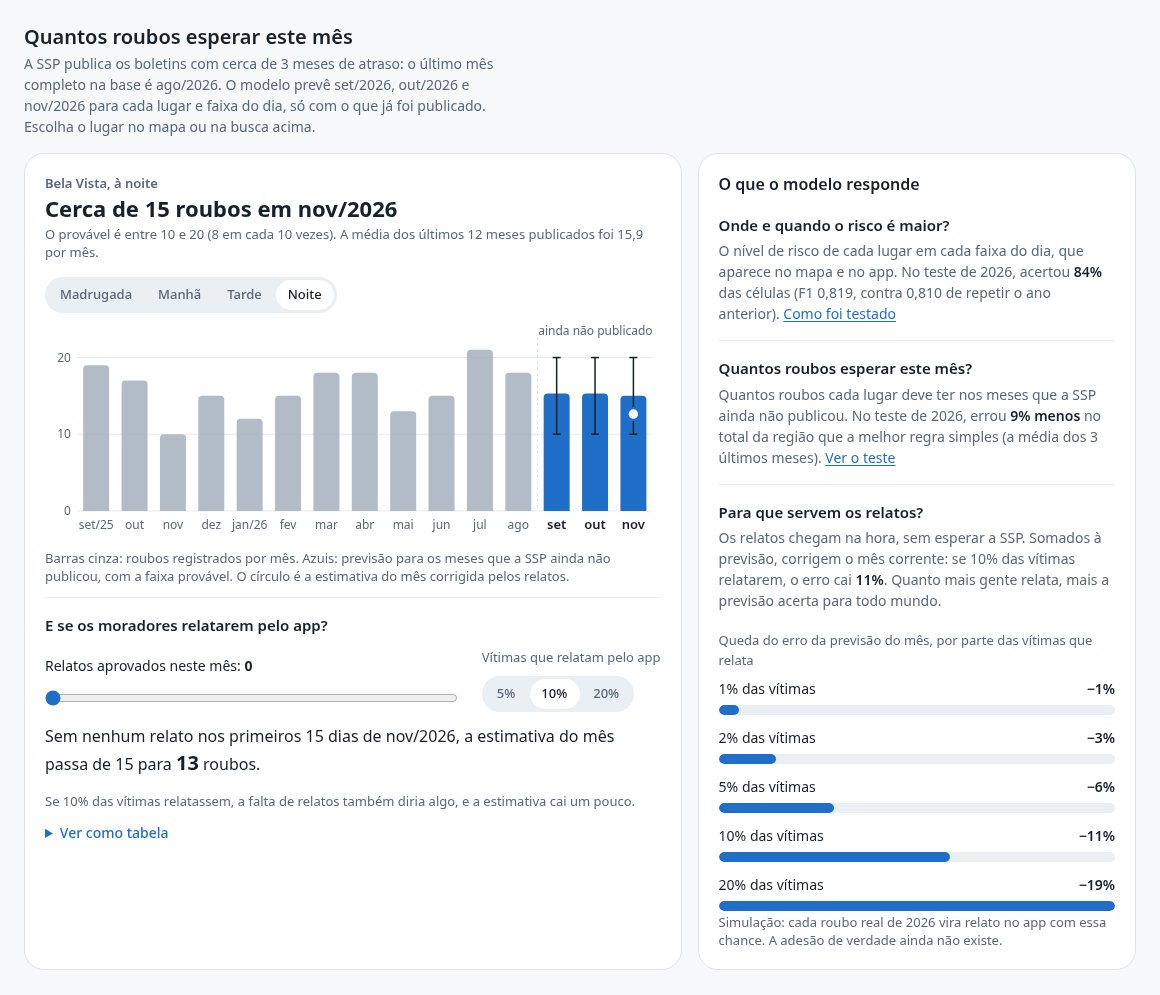 Quantos roubos esperar este mês
A SSP publica os boletins com cerca de 3 meses de atraso: o último mês
completo na base é ago/2026. O modelo prevê set/2026, out/2026 e
nov/2026 para cada lugar e faixa do dia, só com o que já foi publicado.
Escolha o lugar no mapa ou na busca acima.
Bela Vista, à noite
Cerca de 15 roubos em nov/2026
O provável é entre 10 e 20 (8 em cada 10 vezes). A média dos últimos 12 meses publicados foi 15,9
por mês.
Madrugada Manhã Tarde Noite
ainda não publicado
20
10
0
set/25 out nov dez jan/26 fev mar abr mai jun jul ago set out nov
Barras cinza: roubos registrados por mês. Azuis: previsão para os meses que a SSP ainda não
publicou, com a faixa provável. O círculo é a estimativa do mês corrigida pelos relatos.
E se os moradores relatarem pelo app?
Relatos aprovados neste mês: 0
Vítimas que relatam pelo app
5% 10% 20%
Sem nenhum relato nos primeiros 15 dias de nov/2026, a estimativa do mês
passa de 15 para 13 roubos.
Se 10% das vítimas relatassem, a falta de relatos também diria algo, e a estimativa cai um pouco.
Ver como tabela
O que o modelo responde
Onde e quando o risco é maior?
O nível de risco de cada lugar em cada faixa do dia, que
aparece no mapa e no app. No teste de 2026, acertou 84%
das células (F1 0,819, contra 0,810 de repetir o ano
anterior). Como foi testado
Quantos roubos esperar este mês?
Quantos roubos cada lugar deve ter nos meses que a SSP
ainda não publicou. No teste de 2026, errou 9% menos no
total da região que a melhor regra simples (a média dos 3
últimos meses). Ver o teste
Para que servem os relatos?
Os relatos chegam na hora, sem esperar a SSP. Somados à
previsão, corrigem o mês corrente: se 10% das vítimas
relatarem, o erro cai 11%. Quanto mais gente relata, mais a
previsão acerta para todo mundo.
Queda do erro da previsão do mês, por parte das vítimas que
relata
1% das vítimas −1%
2% das vítimas −3%
5% das vítimas −6%
10% das vítimas −11%
20% das vítimas −19%
Simulação: cada roubo real de 2026 vira relato no app com essa
chance. A adesão de verdade ainda não existe.